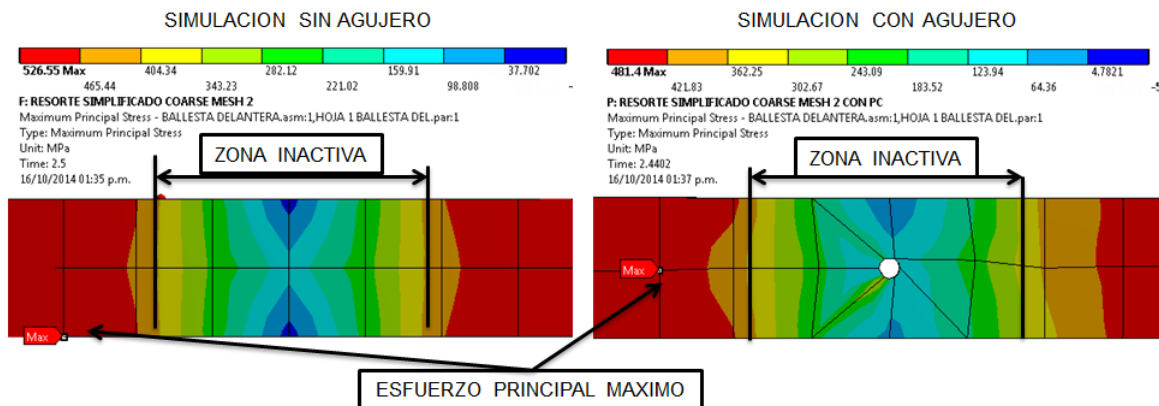 SIMULACION SIN AGUJERO
526.55 Max 404.34 282.12 159.91 37.702
465.44 343.23 221.02 98.808 -
F: RESORTE SIMPLIFICADO COARSE MESH 2
Maximum Principal Stress - BALLESTA DELANTERA.asm:1,HOJA 1 BALLESTA DEL.par:1
Type: Maximum Principal Stress
Unit: MPa
Time: 2.5
16/10/2014 01:35 p.m.
ZONA INACTIVA
Max
SIMULACION CON AGUJERO
481.4 Max 362.25 243.09 123.94 4.7821
421.83 302.67 183.52 64.36 -5
P: RESORTE SIMPLIFICADO COARSE MESH 2 CON PC
Maximum Principal Stress - BALLESTA DELANTERA.asm:1,HOJA 1 BALLESTA DEL.par:1
Type: Maximum Principal Stress
Unit: MPa
Time: 2.4402
16/10/2014 01:37 p.m.
ZONA INACTIVA
Max
ESFUERZO PRINCIPAL MAXIMO